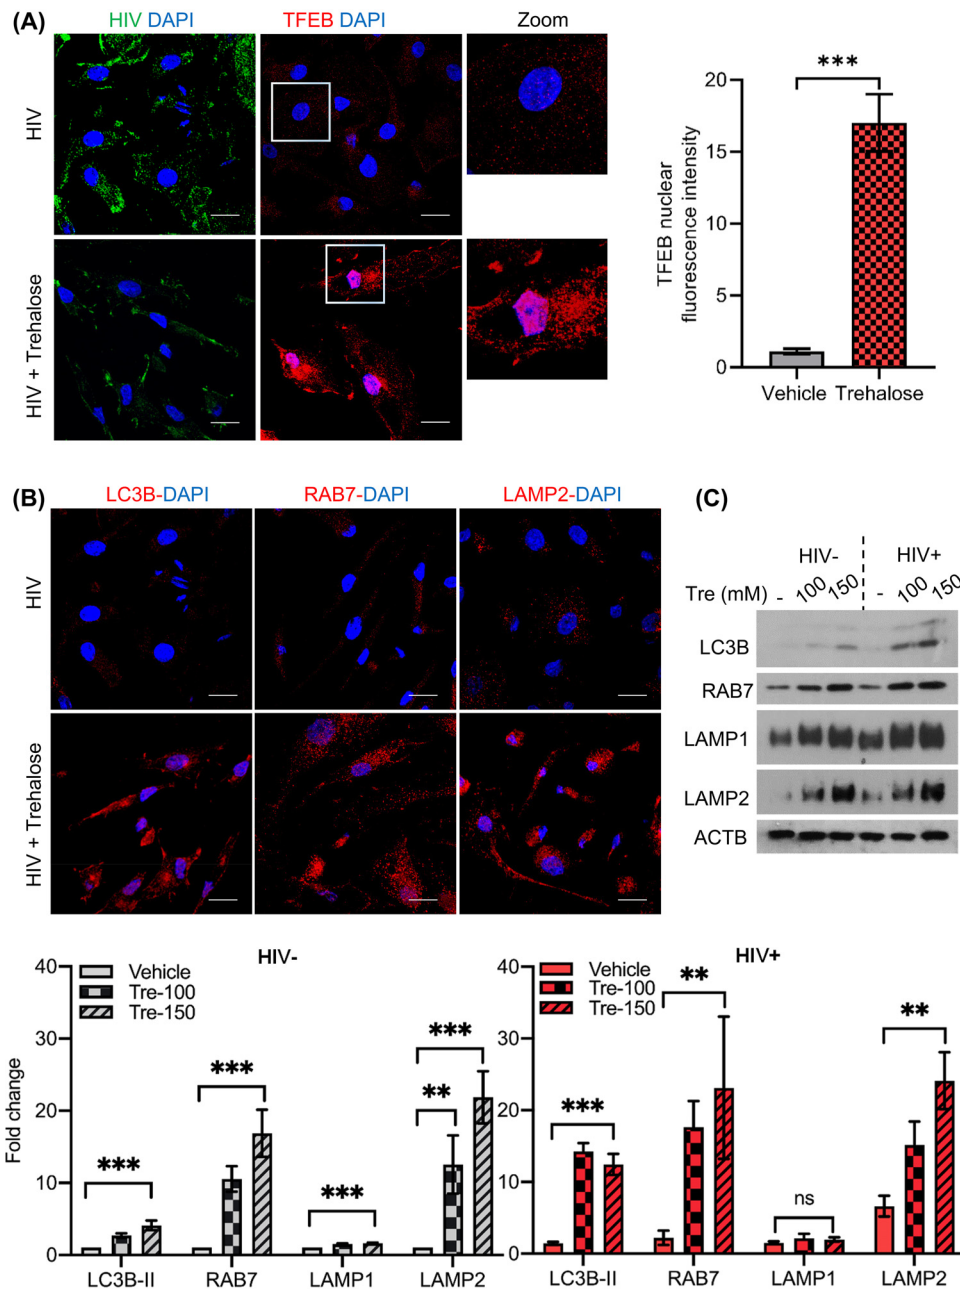 (A)
HIV DAPI
TFEB DAPI
Zoom
HIV
HIV + Trehalose
TFEB nuclear
fluorescence intensity
20
15
10
5
0
***
Vehicle
Trehalose
(B)
LC3B-DAPI
RAB7-DAPI
LAMP2-DAPI
HIV
HIV + Trehalose
(C)
HIV-
HIV+
Tre (mM)
- 100 150 - 100 150
LC3B
RAB7
LAMP1
LAMP2
ACTB
HIV-
Vehicle
Tre-100
Tre-150
Fold change
40
30
20
10
0
***
***
***
**
***
LC3B-II
RAB7
LAMP1
LAMP2
HIV+
Vehicle
Tre-100
Tre-150
40
30
20
10
0
***
**
ns
**
LC3B-II
RAB7
LAMP1
LAMP2